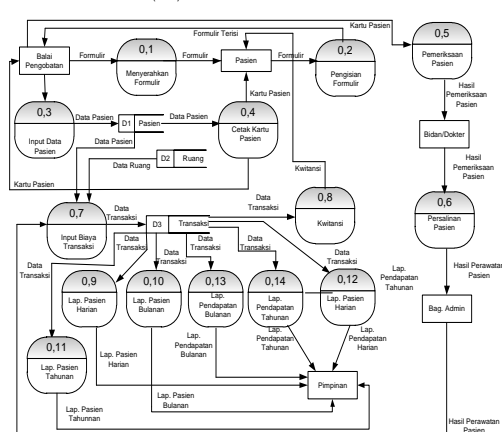 Kartu Pasien
Formulir Terisi
Balai
Pengobatan
Formulir
0,1
Menyerahkan
Formulir
Formulir
Pasien
Formulir
0,2
Pengisian
Formulir
0,5
Pemeriksaan
Pasien
Kartu Pasien
Hasil
Pemeriksaan
Pasien
0,3
Input Data
Pasien
Data Pasien
D1 Pasien
Data Pasien
0,4
Cetak Kartu
Pasien
Data Pasien
Bidan/Dokter
D2 Ruang
Data Ruang
Hasil
Pemeriksaan
Pasien
Kartu Pasien
Kwitansi
0,7
Input Biaya
Transaksi
Data
Transaksi
D3 Transaksi
Data
Transaksi
0,8
Kwitansi
0,6
Persalinan
Pasien
Data
Transaksi
Data
Transaksi
Data
Transaksi
Data
Transaksi
Data
Transaksi
Data
Transaksi
Lap.
Pendapatan
Tahunan
Hasil Perawatan
Pasien
0,9
Lap. Pasien
Harian
0,10
Lap. Pasien
Bulanan
0,13
Lap.
Pendapatan
Bulanan
0,14
Lap.
Pendapatan
Tahunan
0,12
Lap. Pasien
Harian
Bag. Admin
0,11
Lap. Pasien
Tahunan
Lap. Pasien
Harian
Lap.
Pendapatan
Bulanan
Lap.
Pendapatan
Tahunan
Lap.
Pendapatan
Harian
Pimpinan
Lap. Pasien
Bulanan
Lap. Pasien
Tahunnan
Hasil Perawatan
Pasien